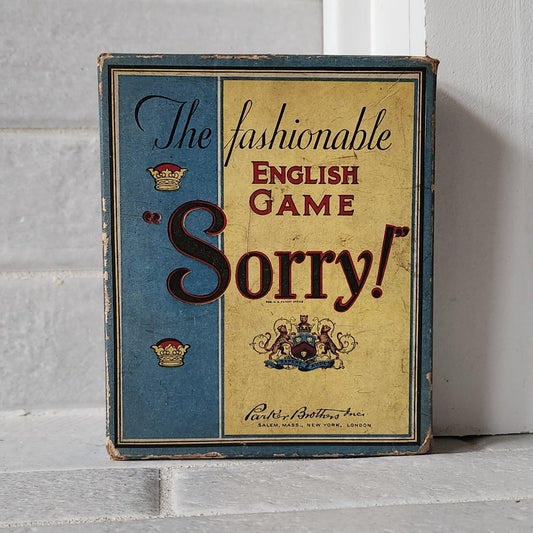 The fashionable
ENGLISH
GAME
"Sorry!"
Parker Brothers Inc.
SALEM, MASS., NEW YORK, LONDON